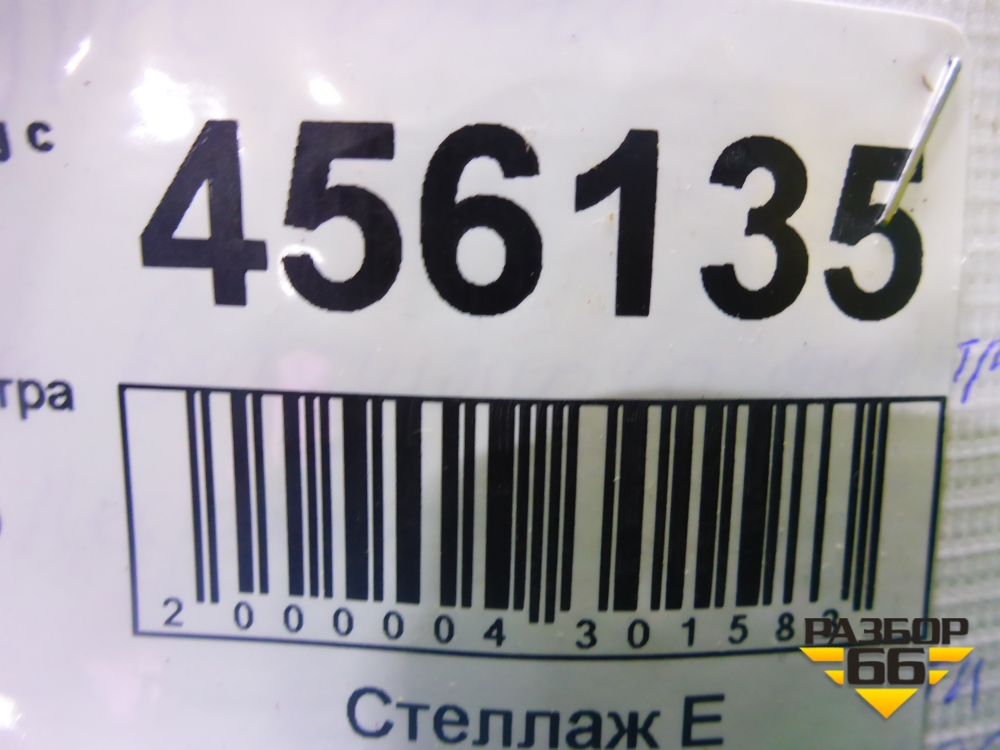 с
456135
тра
2 000004 30158
Стеллаж Е
РАЗБОР
66